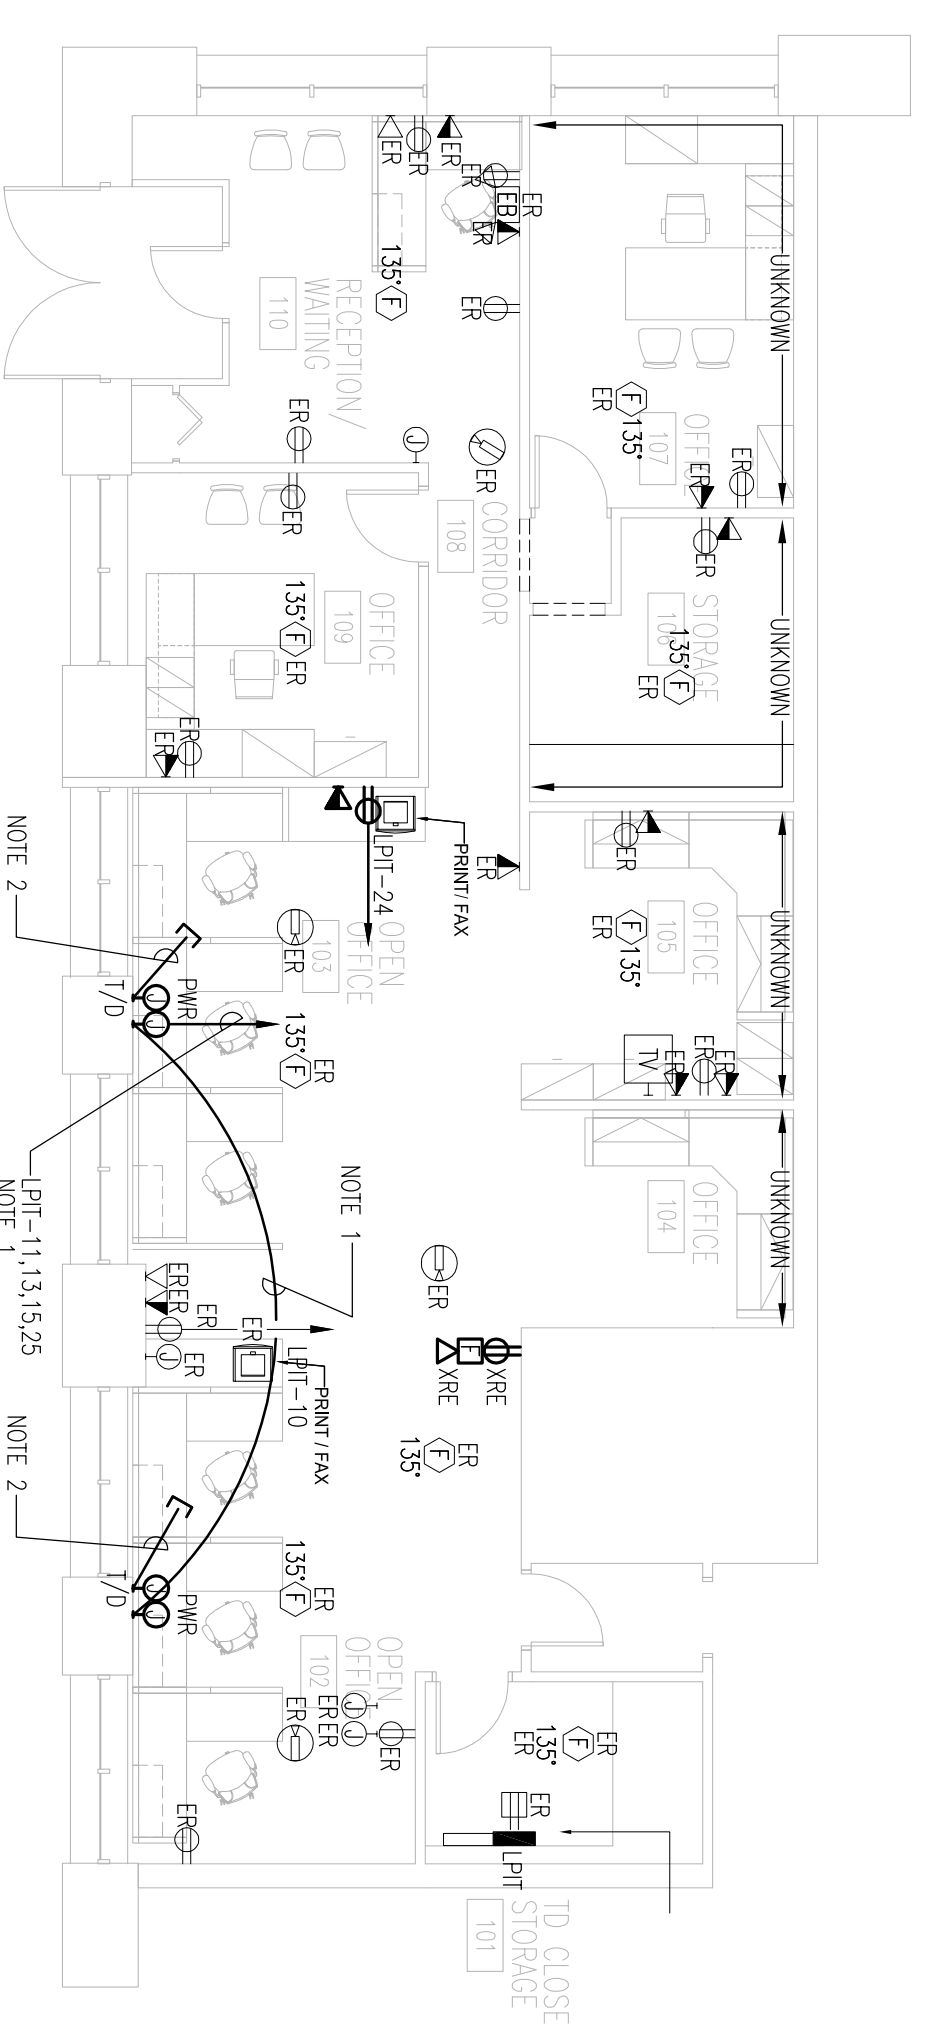 UNKNOWN
UNKNOWN
UNKNOWN
UNKNOWN
ER
ER
OFFICE
107
ER
F
135°
ER
ER
STORAGE
106
135°
F
ER
ER
OFFICE
105
F
135°
ER
ER
ER
ER
TV
OFFICE
104
ER
ER
ER
ER
ER
EB
ER
ER
135°
F
ER
RECEPTION/
WAITING
110
ER
J
ER
CORRIDOR
108
ER
OFFICE
109
135°
F
ER
ER
ER
PRINT/FAX
LPIT-24
ER
OPEN
OFFICE
103
ER
ER
135°
F
PWR
J
J
T/D
NOTE 2
LPIT-11,13,15,25
NOTE 1
NOTE 1
ER
XRE
F
XRE
ER
F
135°
ER
ER
ER
ER
J
ER
LPIT-10
PRINT/FAX
ER
135°
F
PWR
J
J
T/D
NOTE 2
OPEN
OFFICE
102
ER
ER
J
J
ER
ER
ER
ER
F
135°
ER
ER
LPIT
TD CLOSE
STORAGE
101